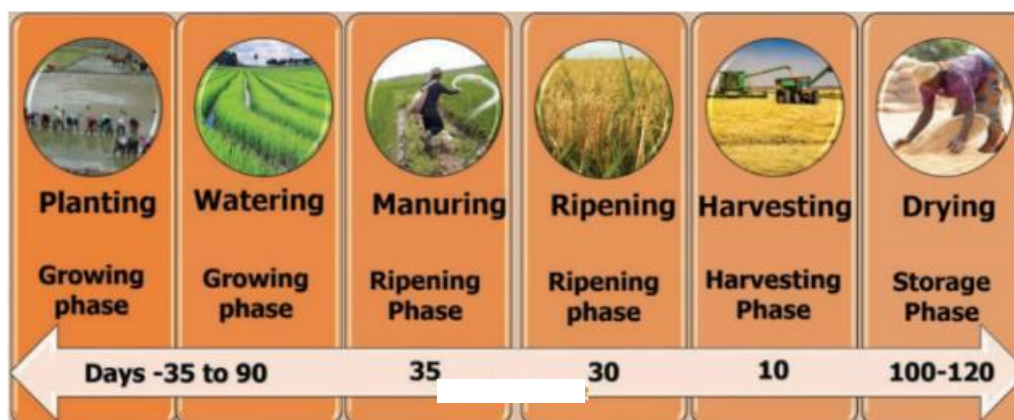 Planting
Watering
Manuring
Ripening
Harvesting
Drying
Growing
phase
Growing
phase
Ripening
Phase
Ripening
phase
Harvesting
Phase
Storage
Phase
Days -35 to 90
35
30
10
100-120